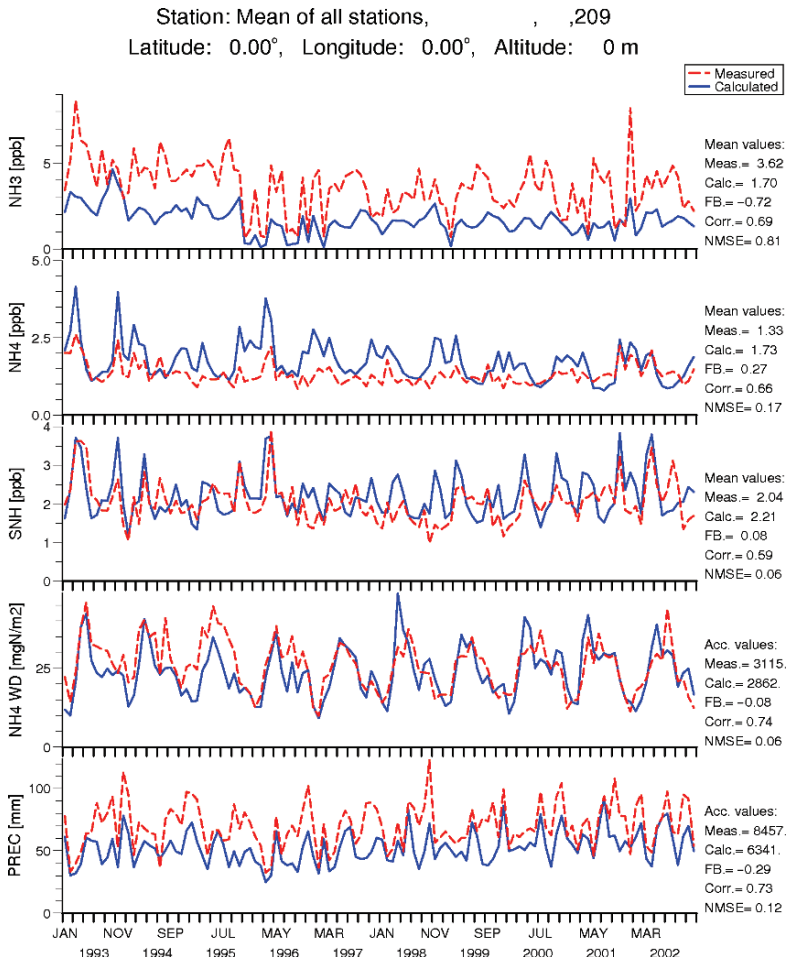 Station: Mean of all stations, , ,209
Latitude: 0.00°, Longitude: 0.00°, Altitude: 0 m
Measured
Calculated
NH3 [ppb]
5
0
Mean values:
Meas.= 3.62
Calc.= 1.70
FB.= −0.72
Corr.= 0.69
NMSE= 0.81
NH4 [ppb]
5.0
2.5
0.0
Mean values:
Meas.= 1.33
Calc.= 1.73
FB.= 0.27
Corr.= 0.66
NMSE= 0.17
SNH [ppb]
4
3
2
1
0
Mean values:
Meas.= 2.04
Calc.= 2.21
FB.= 0.08
Corr.= 0.59
NMSE= 0.06
NH4 WD [mgN/m2]
25
0
Acc. values:
Meas.= 3115.
Calc.= 2862.
FB.= −0.08
Corr.= 0.74
NMSE= 0.06
PREC [mm]
100
50
0
Acc. values:
Meas.= 8457.
Calc.= 6341.
FB.= −0.29
Corr.= 0.73
NMSE= 0.12
JAN NOV SEP JUL MAY MAR JAN NOV SEP JUL MAY MAR
1993 1994 1995 1996 1997 1998 1999 2000 2001 2002